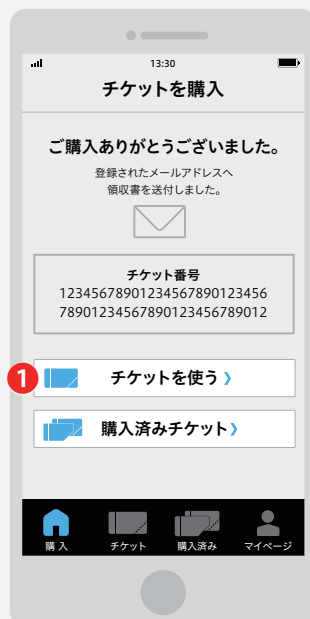 13:30
チケットを購入
ご購入ありがとうございました。
登録されたメールアドレスへ
領収書を送付しました。
チケット番号
12345678901234567890123456
78901234567890123456789012
1 チケットを使う 》
購入済みチケット 》
購 入 チケット 購入済み マイページ